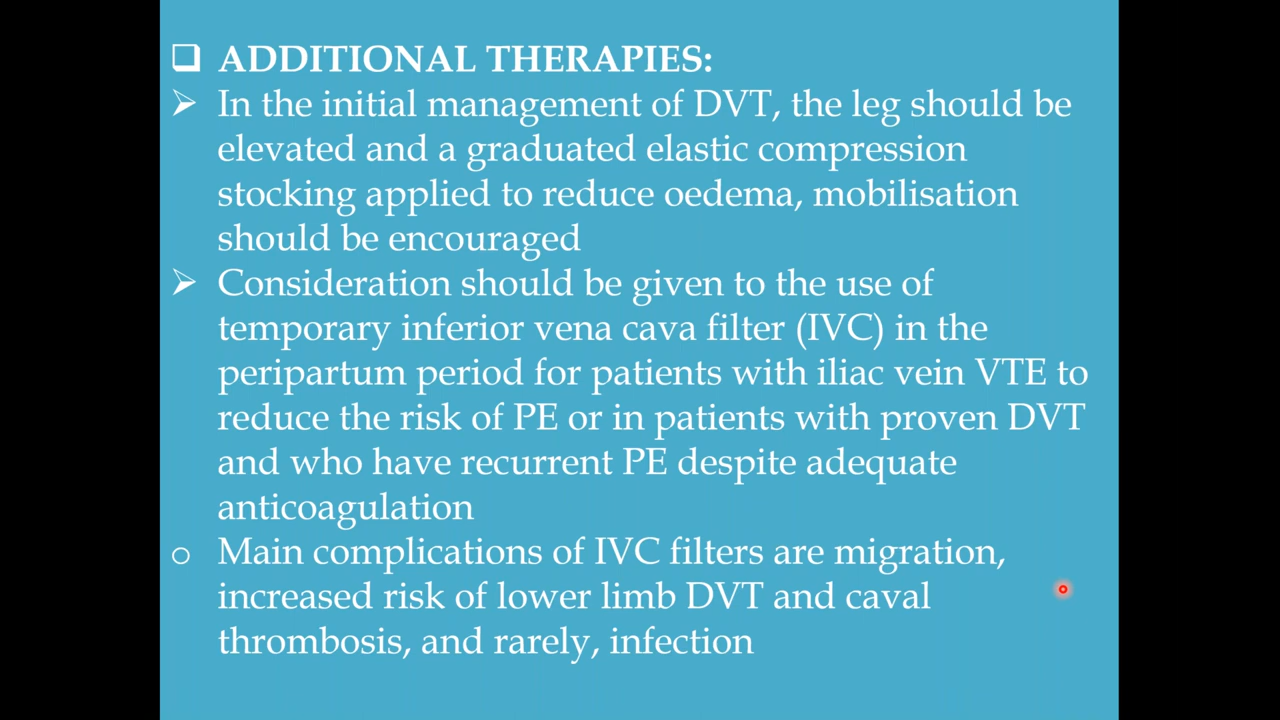 ❑ ADDITIONAL THERAPIES:
➢ In the initial management of DVT, the leg should be
elevated and a graduated elastic compression
stocking applied to reduce oedema, mobilisation
should be encouraged
➢ Consideration should be given to the use of
temporary inferior vena cava filter (IVC) in the
peripartum period for patients with iliac vein VTE to
reduce the risk of PE or in patients with proven DVT
and who have recurrent PE despite adequate
anticoagulation
o Main complications of IVC filters are migration,
increased risk of lower limb DVT and caval
thrombosis, and rarely, infection